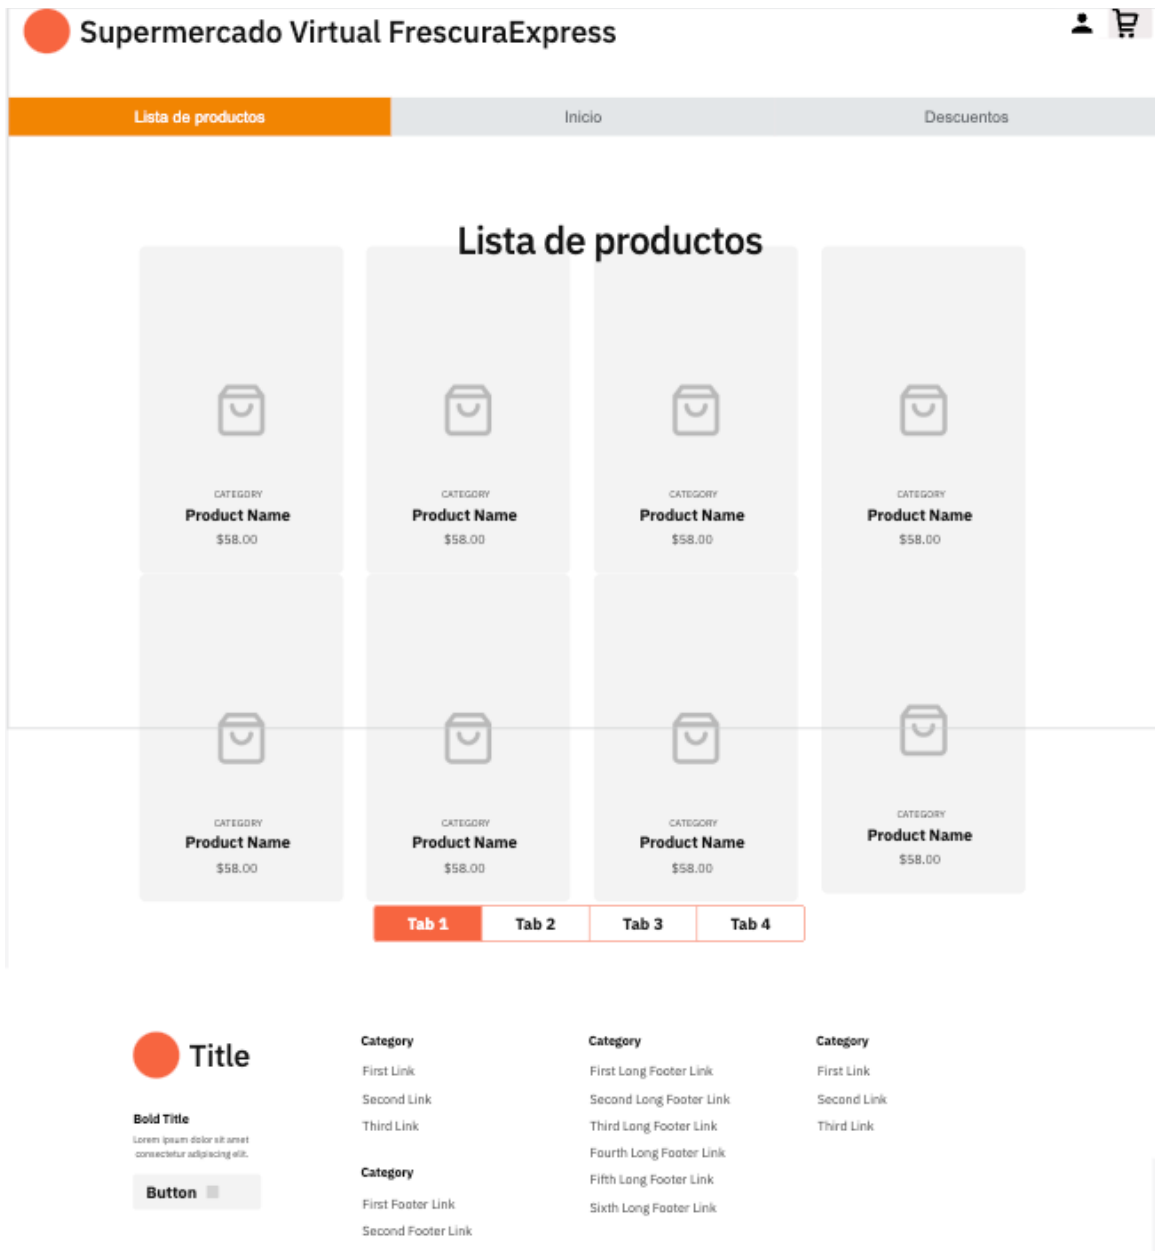 Supermercado Virtual FrescuraExpress
Lista de productos Inicio Descuentos
Lista de productos
CATEGORY CATEGORY CATEGORY CATEGORY
Product Name Product Name Product Name Product Name
$58.00 $58.00 $58.00 $58.00
CATEGORY CATEGORY CATEGORY CATEGORY
Product Name Product Name Product Name Product Name
$58.00 $58.00 $58.00 $58.00
Tab 1 Tab 2 Tab 3 Tab 4
Title
Bold Title
Lorem ipsum dolor sit amet
consectetur adipiscing elit.
Button
Category
First Link
Second Link
Third Link
Category
First Footer Link
Second Footer Link
Category
First Long Footer Link
Second Long Footer Link
Third Long Footer Link
Fourth Long Footer Link
Fifth Long Footer Link
Sixth Long Footer Link
Category
First Link
Second Link
Third Link